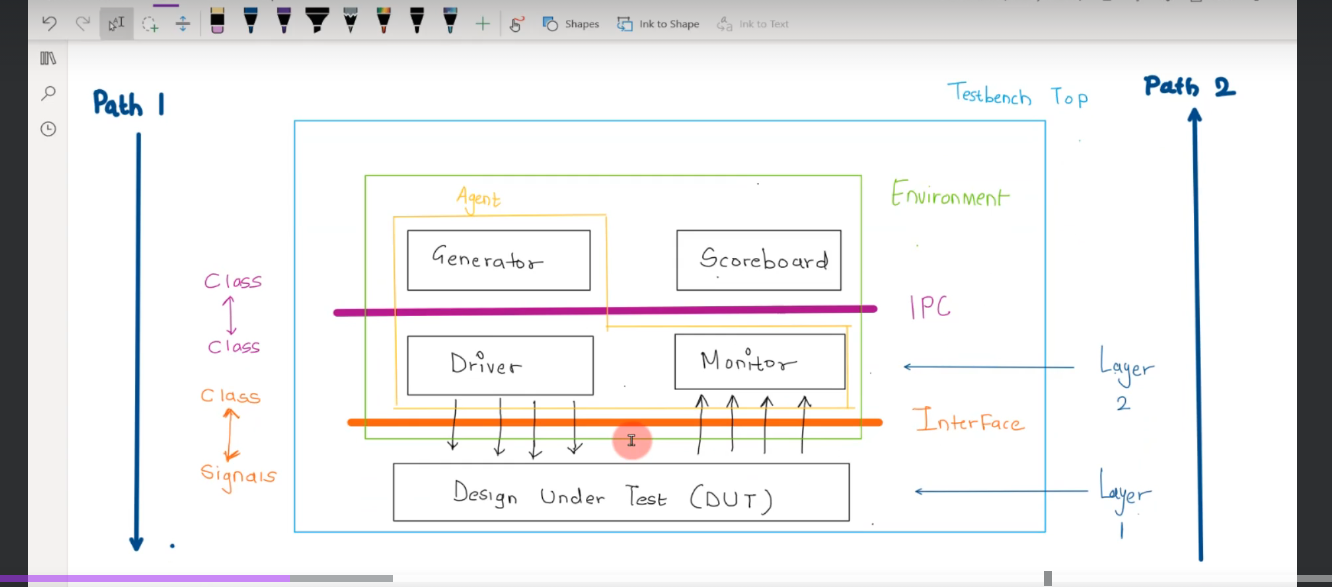 Shapes
Ink to Shape
Ink to Text
Path 1
Testbench Top
Path 2
Agent
Environment
Generator
Scoreboard
Class
IPC
Class
Driver
Monitor
Layer
2
Class
Interface
Signals
Design Under Test (DUT)
Layer
1